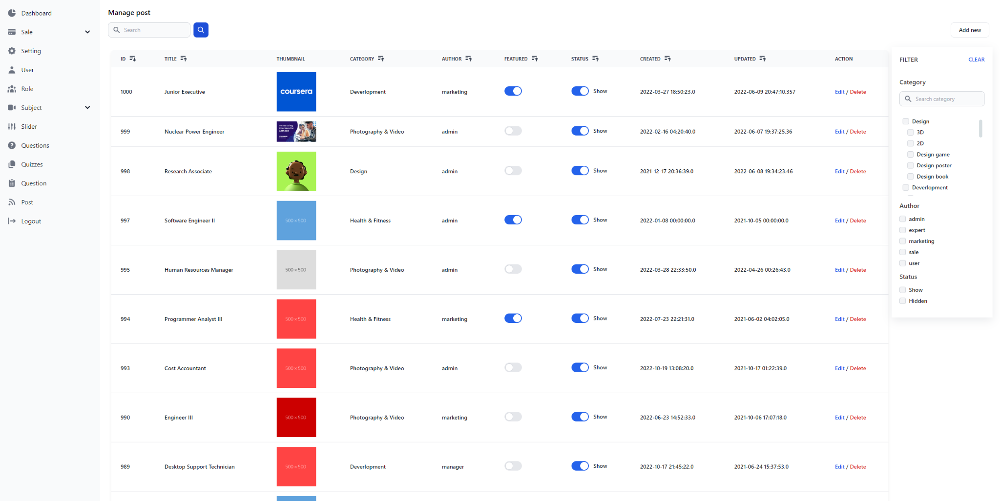 Dashboard
Sale
Setting
User
Role
Subject
Slider
Questions
Quizzes
Question
Post
Logout
Manage post
Search
Add new
ID TITLE THUMBNAIL CATEGORY AUTHOR FEATURED STATUS CREATED UPDATED ACTION
1000 Junior Executive coursera Deverlopment marketing Show 2022-03-27 18:50:23.0 2022-06-09 20:47:10.357 Edit / Delete
Introducing
Coursera for
Campus
coursera
999 Nuclear Power Engineer Photography & Video admin Show 2022-02-16 04:20:40.0 2022-06-07 19:37:25.36 Edit / Delete
998 Research Associate Design admin Show 2021-12-17 20:36:39.0 2022-06-08 19:34:23.46 Edit / Delete
997 Software Engineer II 500 × 500 Health & Fitness admin Show 2022-01-08 00:00:00.0 2021-10-05 00:00:00.0 Edit / Delete
995 Human Resources Manager 500 × 500 Photography & Video admin Show 2022-03-28 22:33:50.0 2022-04-26 00:26:43.0 Edit / Delete
994 Programmer Analyst III 500 × 500 Health & Fitness marketing Show 2022-07-23 22:21:31.0 2021-06-02 04:02:05.0 Edit / Delete
993 Cost Accountant 500 × 500 Photography & Video admin Show 2022-10-19 13:08:20.0 2021-10-17 01:22:39.0 Edit / Delete
990 Engineer III 500 × 500 Photography & Video marketing Show 2022-06-23 14:52:33.0 2021-10-06 17:07:18.0 Edit / Delete
989 Desktop Support Technician 500 × 500 Deverlopment manager Show 2022-10-17 21:45:22.0 2021-06-24 15:37:53.0 Edit / Delete
FILTER CLEAR
Category
Search category
Design
3D
2D
Design game
Design poster
Design book
Deverlopment
Author
admin
expert
marketing
sale
user
Status
Show
Hidden